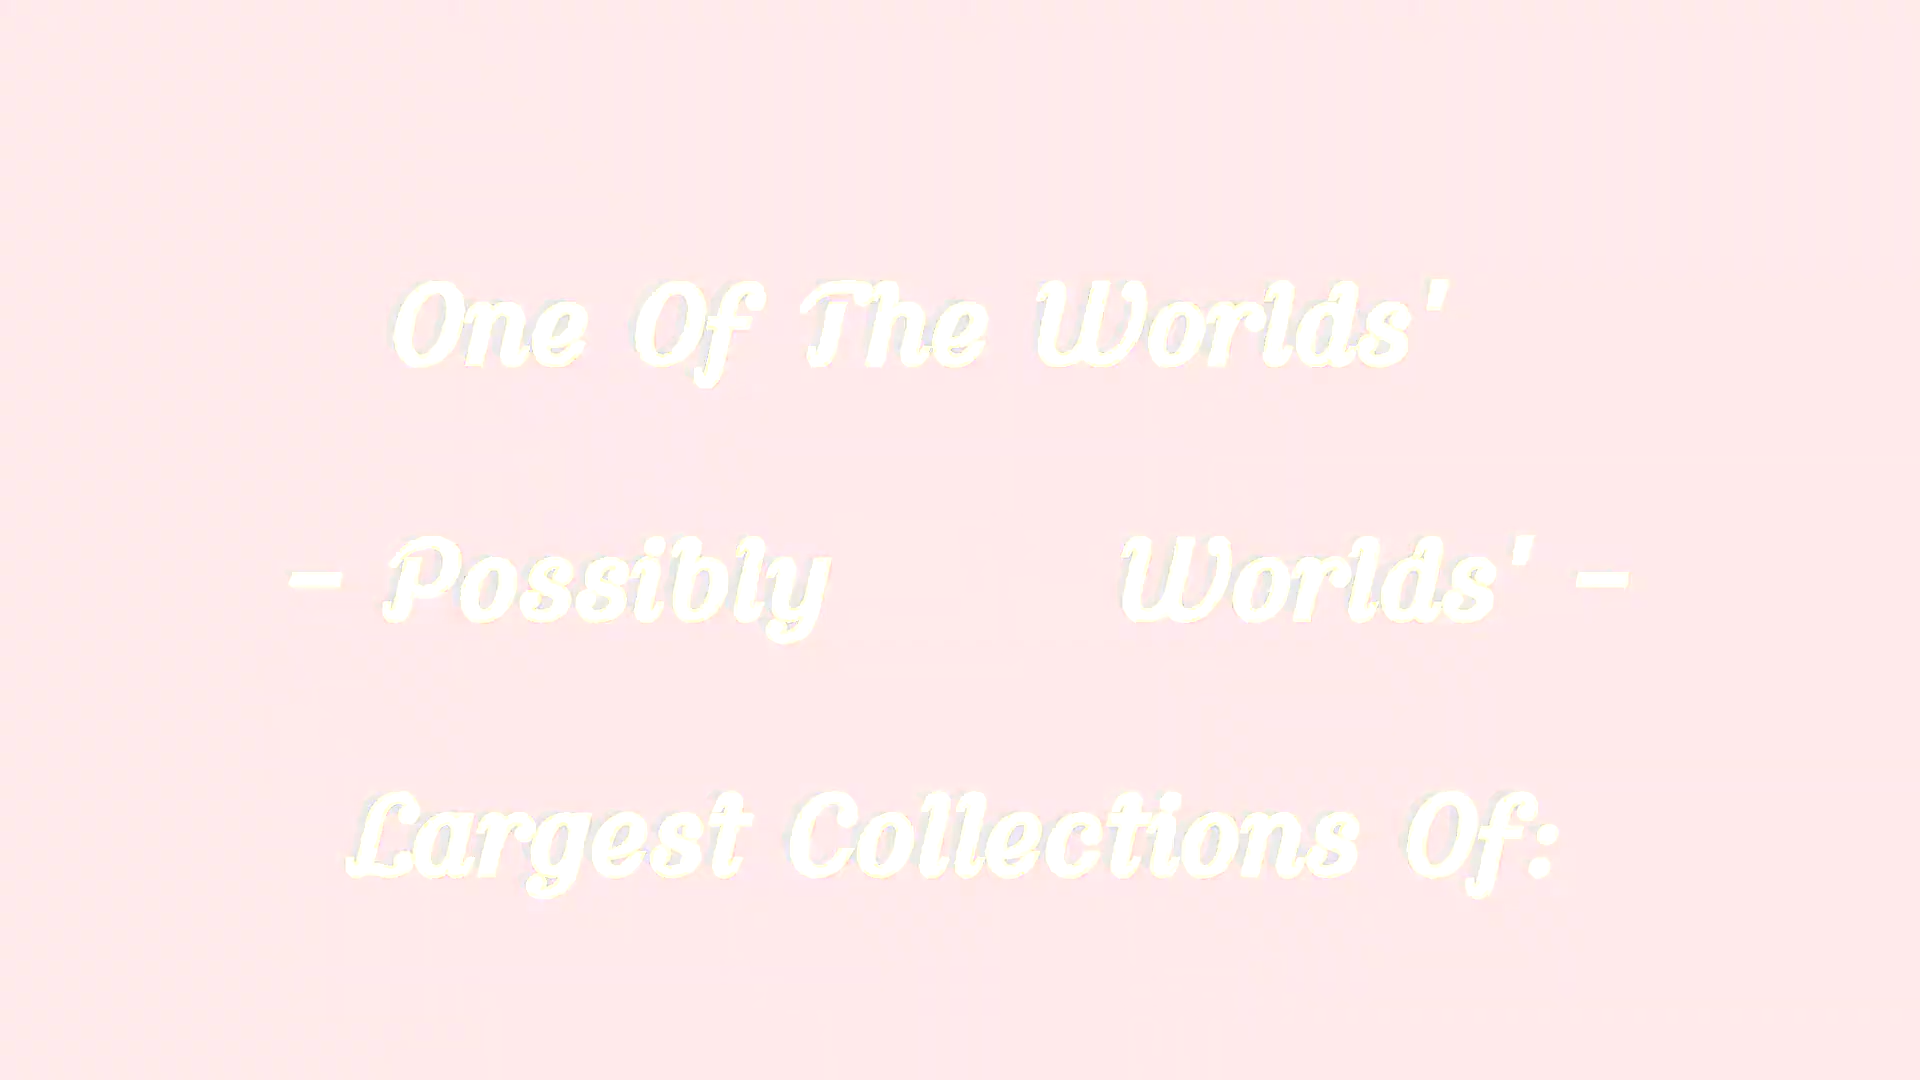 One Of The Worlds'
- Possibly Worlds' -
Largest Collections Of: